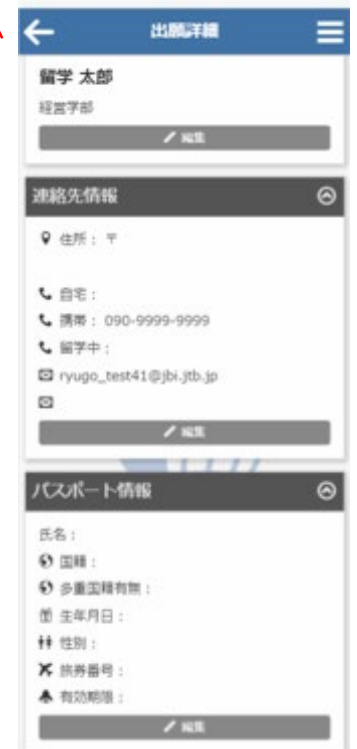 出願詳細
留学 太郎
経営学部
編集
連絡先情報
住所： 〒
自宅：
携帯： 090-9999-9999
留学中：
ryugo_test41@jbi.jtb.jp
編集
パスポート情報
氏名：
国籍：
多重国籍有無：
生年月日：
性別：
旅券番号：
有効期限：
編集